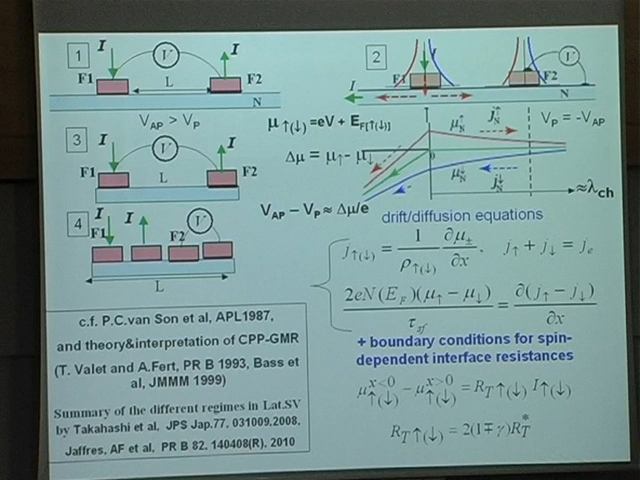 1
I
V
I
F1
L
F2
N
V_AP > V_P
2
I
V
I
F1
F2
N
μ↑(↓) =eV + E_F[↑(↓)]
Δμ = μ↑- μ↓
μ_N^↑
j_N^↑
V_P = -V_AP
0
μ_N^↓
j_N^↓
≈λ_ch
V_AP – V_P ≈ Δμ/e
3
I
V
I
F1
L
F2
4
I
I
V
F1
F2
L
drift/diffusion equations
j↑(↓) = 1/ρ↑(↓) ∂μ±/∂x , j↑ + j↓ = j_e
2eN(E_F)(μ↑ − μ↓)/τ_sf = ∂(j↑ − j↓)/∂x
+ boundary conditions for spin-
dependent interface resistances
μ↑(↓)^x<0 − μ↑(↓)^x>0 = R_T↑(↓) I↑(↓)
R_T↑(↓) = 2(1∓γ)R_T^*
c.f. P.C.van Son et al, APL1987,
and theory&interpretation of CPP-GMR
(T. Valet and A.Fert, PR B 1993, Bass et
al, JMMM 1999)
Summary of the different regimes in Lat.SV
by Takahashi et al, JPS Jap.77, 031009,2008,
Jaffres, AF et al, PR B 82, 140408(R), 2010